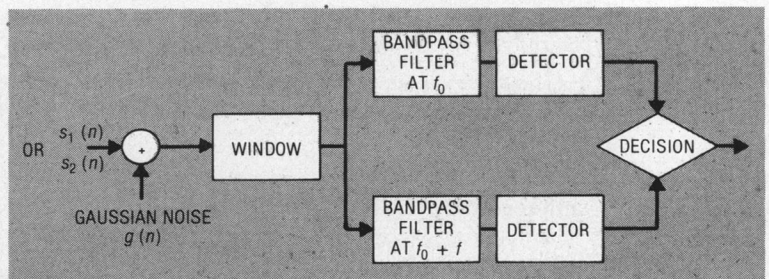 BANDPASS
FILTER
AT f₀
DETECTOR
OR
s₁ (n)
s₂ (n)
+
WINDOW
DECISION
GAUSSIAN NOISE
g (n)
BANDPASS
FILTER
AT f₀ + f
DETECTOR